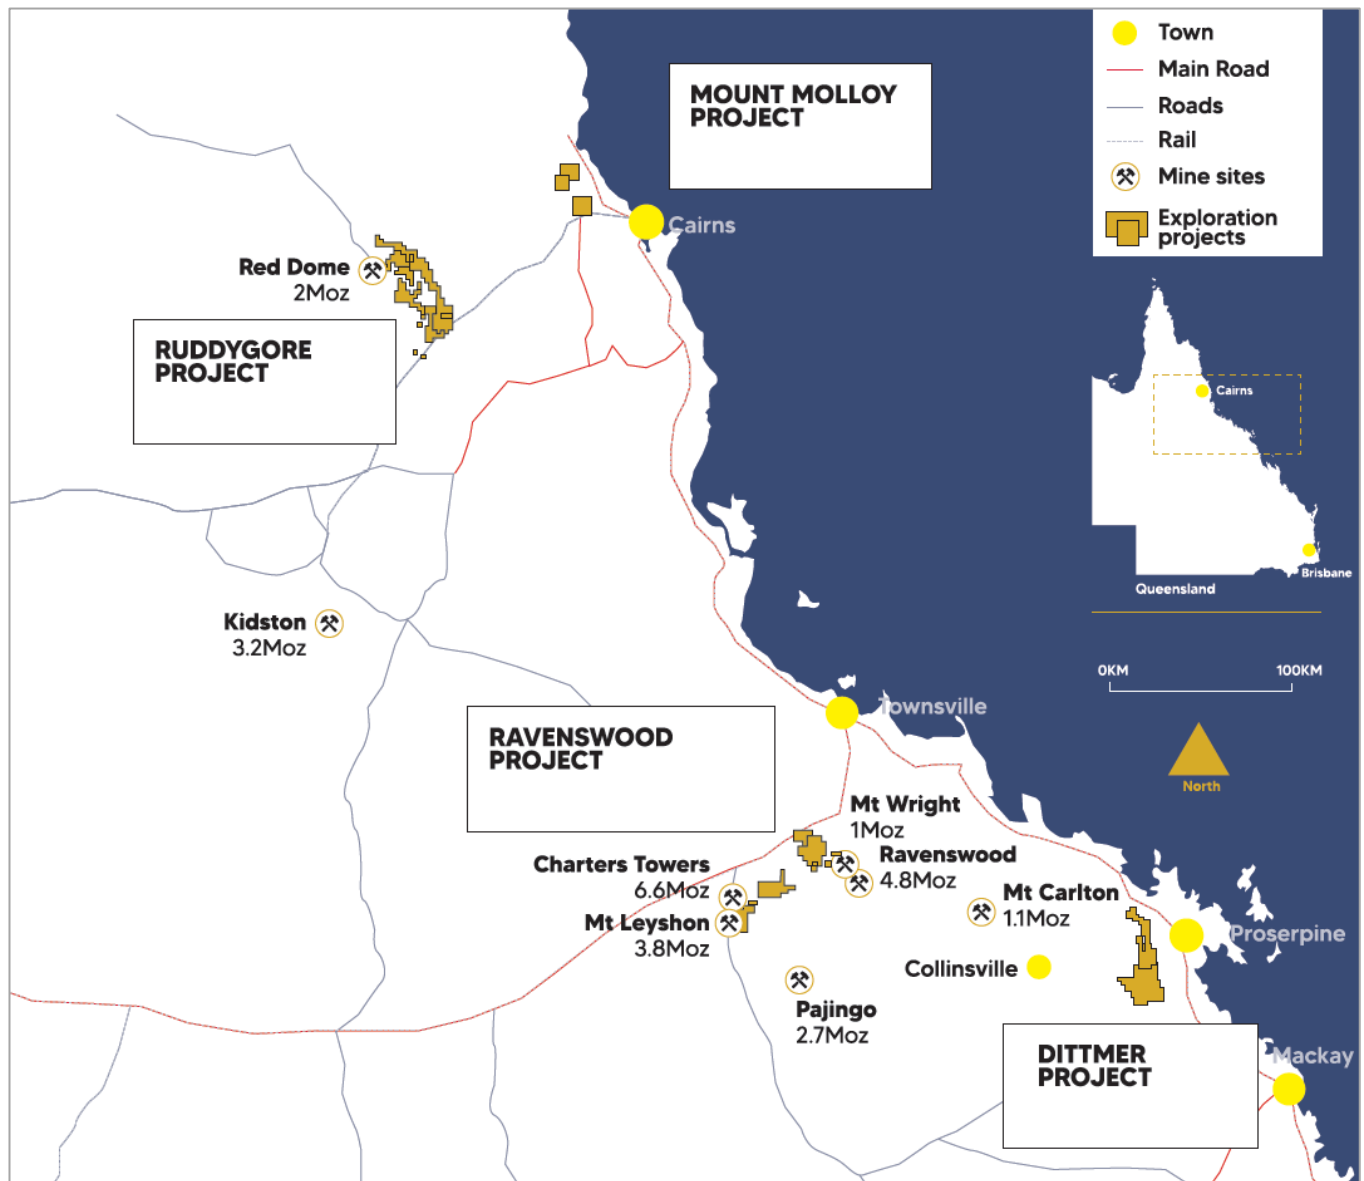 Town
Main Road
Roads
Rail
Mine sites
Exploration
projects
MOUNT MOLLOY
PROJECT
Cairns
Red Dome
2Moz
RUDDYGORE
PROJECT
Cairns
Brisbane
Queensland
Kidston
3.2Moz
0KM
100KM
North
Townsville
RAVENSWOOD
PROJECT
Mt Wright
1Moz
Ravenswood
4.8Moz
Charters Towers
6.6Moz
Mt Leyshon
3.8Moz
Mt Carlton
1.1Moz
Proserpine
Collinsville
Pajingo
2.7Moz
DITTMER
PROJECT
Mackay